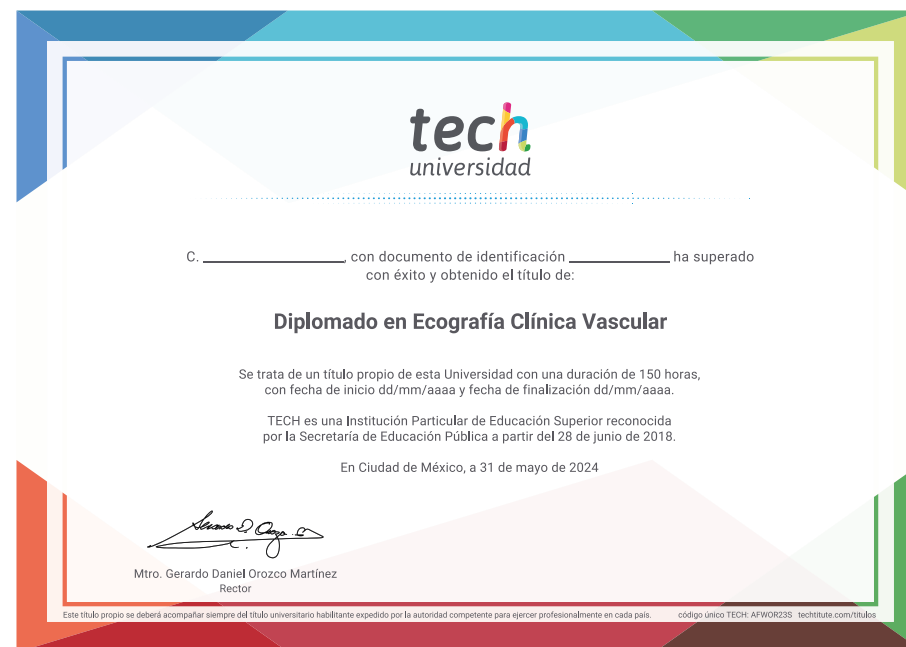 tech
universidad
C. ____________________, con documento de identificación ______________ ha superado
con éxito y obtenido el título de:
Diplomado en Ecografía Clínica Vascular
Se trata de un título propio de esta Universidad con una duración de 150 horas,
con fecha de inicio dd/mm/aaaa y fecha de finalización dd/mm/aaaa.
TECH es una Institución Particular de Educación Superior reconocida
por la Secretaría de Educación Pública a partir del 28 de junio de 2018.
En Ciudad de México, a 31 de mayo de 2024
Mtro. Gerardo Daniel Orozco Martínez
Rector
Este título propio se deberá acompañar siempre del título universitario habilitante expedido por la autoridad competente para ejercer profesionalmente en cada país. código único TECH: AFWOR23S techtitute.com/titulos